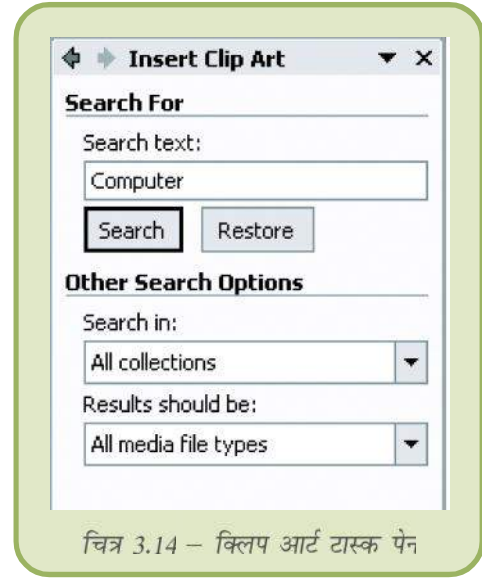 Insert Clip Art
Search For
Search text:
Computer
Search Restore
Other Search Options
Search in:
All collections
Results should be:
All media file types
चित्र 3.14 – क्लिप आर्ट टास्क पेन